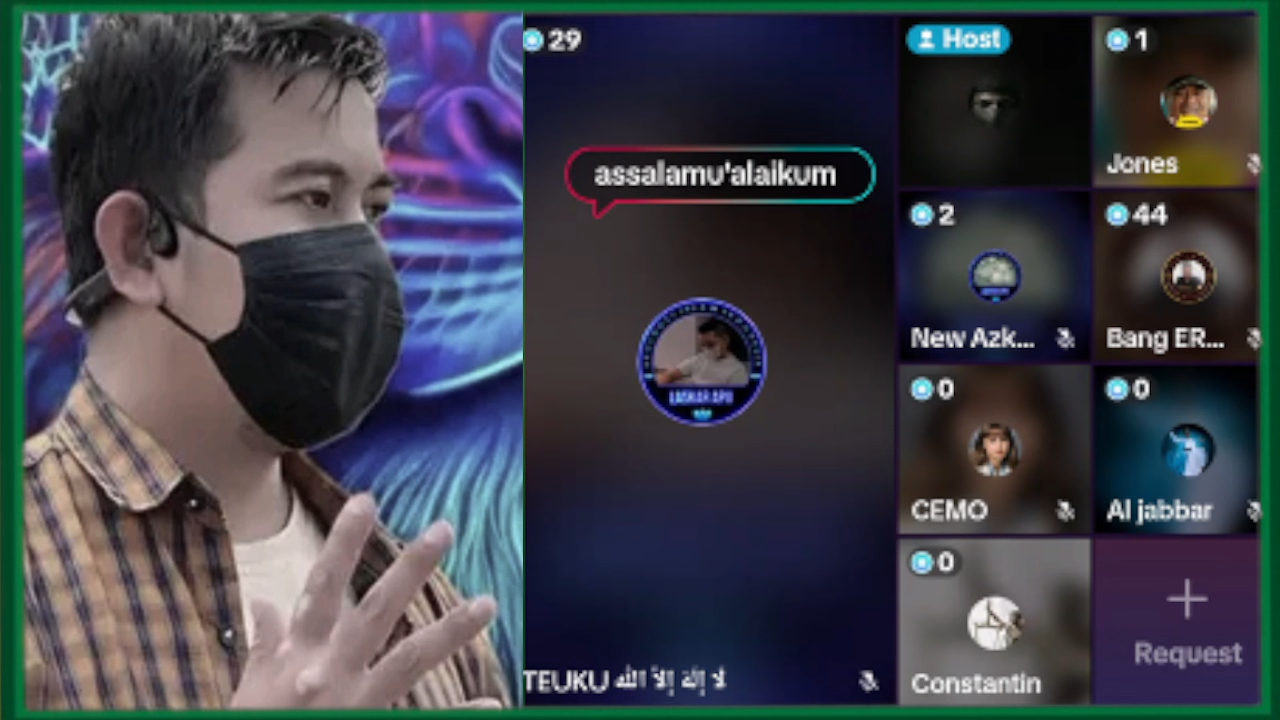 29
assalamu'alaikum
TEUKU لا إله إلا الله
Host
1
Jones
2
New Azk...
44
Bang ER...
0
CEMO
0
Al jabbar
0
Constantin
Request